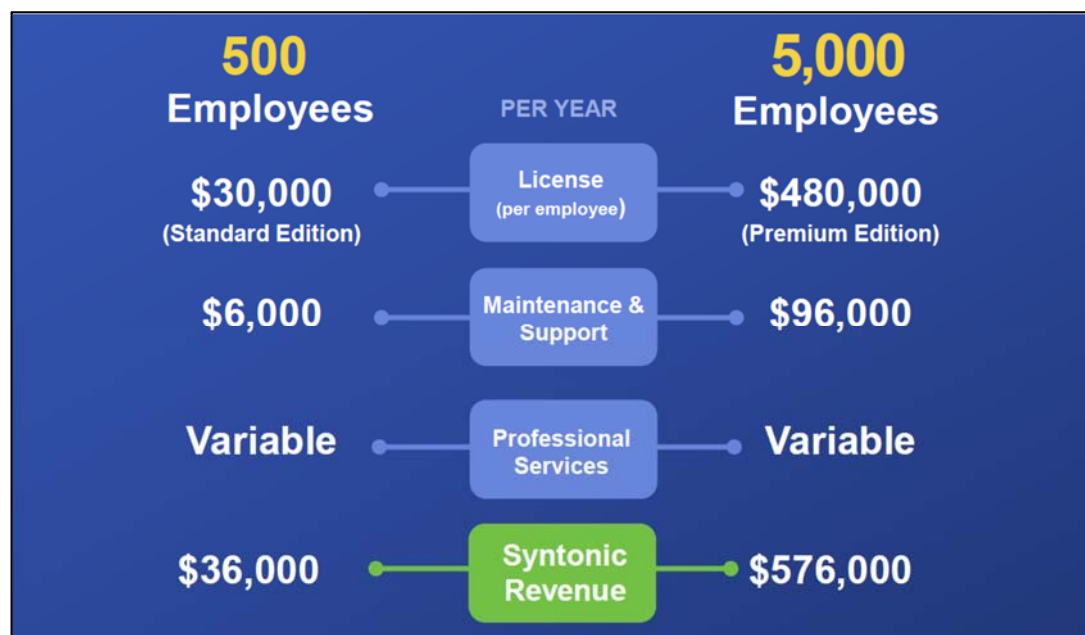 500
Employees
PER YEAR
5,000
Employees
$30,000
(Standard Edition)
License
(per employee)
$480,000
(Premium Edition)
$6,000
Maintenance &
Support
$96,000
Variable
Professional
Services
Variable
$36,000
Syntonic
Revenue
$576,000